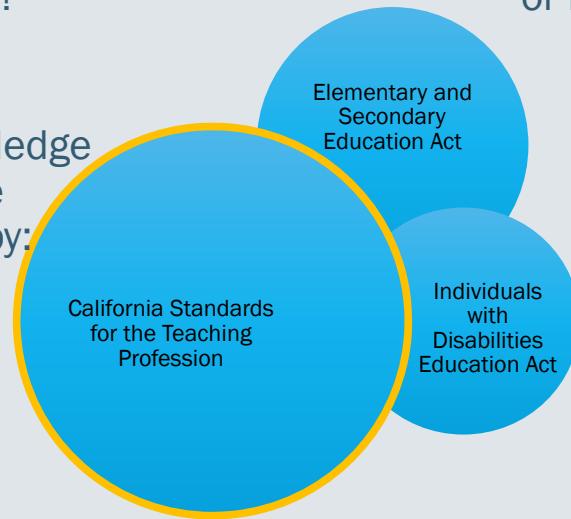 Elementary and
Secondary
Education Act
California Standards
for the Teaching
Profession
Individuals
with
Disabilities
Education Act